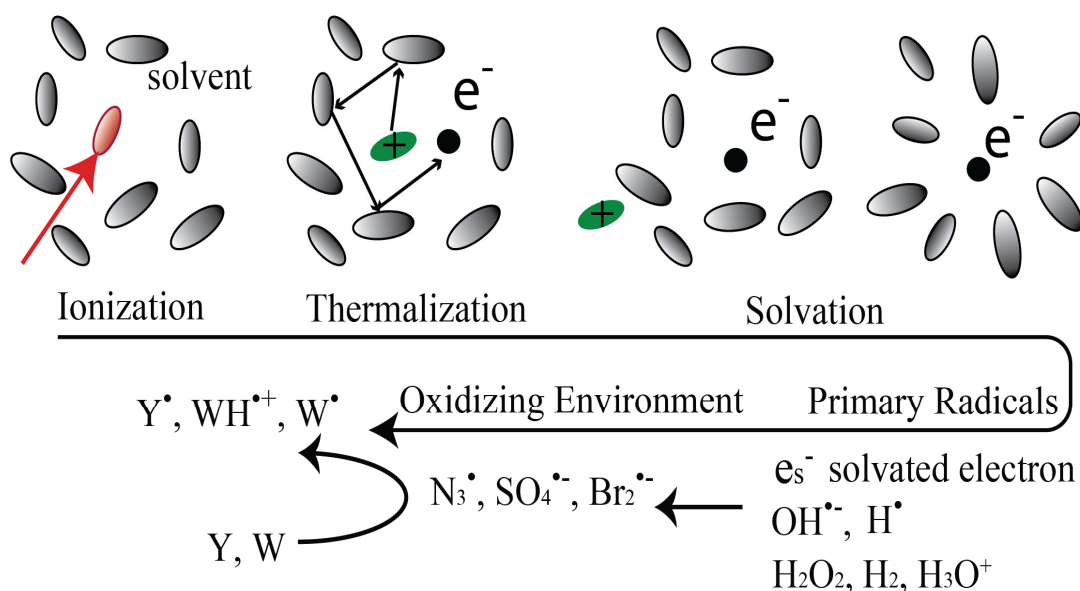 solvent
e⁻
e⁻
e⁻
+
+
Ionization
Thermalization
Solvation
Y•, WH•+, W•
Oxidizing Environment
Primary Radicals
N₃•, SO₄•-, Br₂•-
eₛ⁻ solvated electron
OH•-, H•
Y, W
H₂O₂, H₂, H₃O⁺